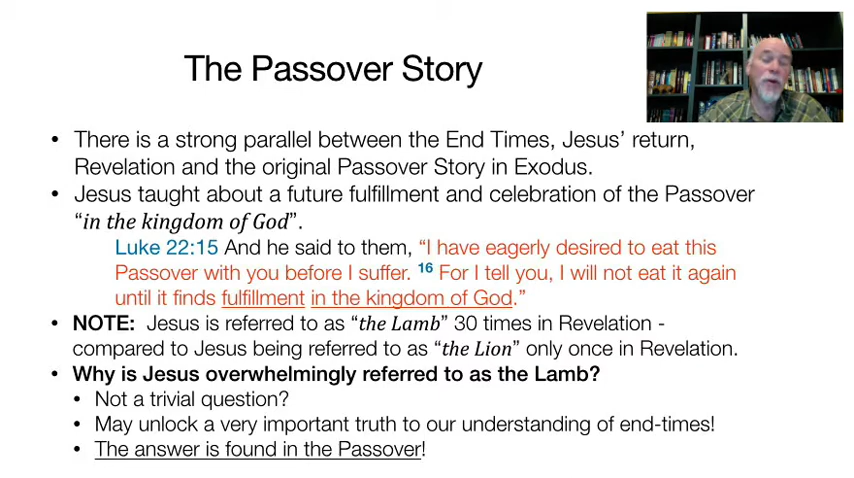 The Passover Story
• There is a strong parallel between the End Times, Jesus’ return,
Revelation and the original Passover Story in Exodus.
• Jesus taught about a future fulfillment and celebration of the Passover
“in the kingdom of God”.
Luke 22:15 And he said to them, “I have eagerly desired to eat this
Passover with you before I suffer. 16 For I tell you, I will not eat it again
until it finds fulfillment in the kingdom of God.”
• NOTE: Jesus is referred to as “the Lamb” 30 times in Revelation -
compared to Jesus being referred to as “the Lion” only once in Revelation.
• Why is Jesus overwhelmingly referred to as the Lamb?
• Not a trivial question?
• May unlock a very important truth to our understanding of end-times!
• The answer is found in the Passover!